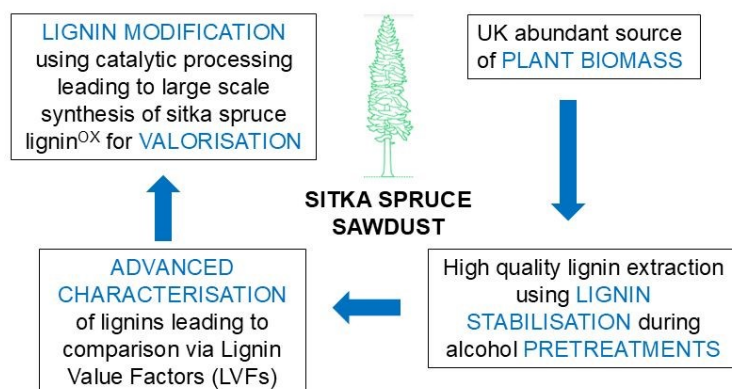 LIGNIN MODIFICATION
using catalytic processing
leading to large scale
synthesis of sitka spruce
ligninᴼˣ for VALORISATION
UK abundant source
of PLANT BIOMASS
SITKA SPRUCE
SAWDUST
ADVANCED
CHARACTERISATION
of lignins leading to
comparison via Lignin
Value Factors (LVFs)
High quality lignin extraction
using LIGNIN
STABILISATION during
alcohol PRETREATMENTS